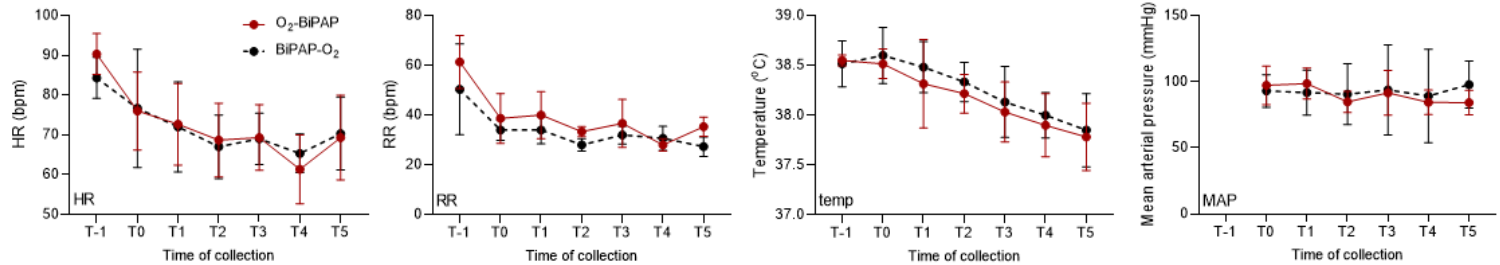 HR (bpm)
100
90
80
70
60
50
O₂-BiPAP
BiPAP-O₂
HR
T-1 T0 T1 T2 T3 T4 T5
Time of collection
RR (bpm)
80
60
40
20
0
RR
T-1 T0 T1 T2 T3 T4 T5
Time of collection
Temperature (°C)
39.0
38.5
38.0
37.5
37.0
temp
T-1 T0 T1 T2 T3 T4 T5
Time of collection
Mean arterial pressure (mmHg)
150
100
50
0
MAP
T-1 T0 T1 T2 T3 T4 T5
Time of collection